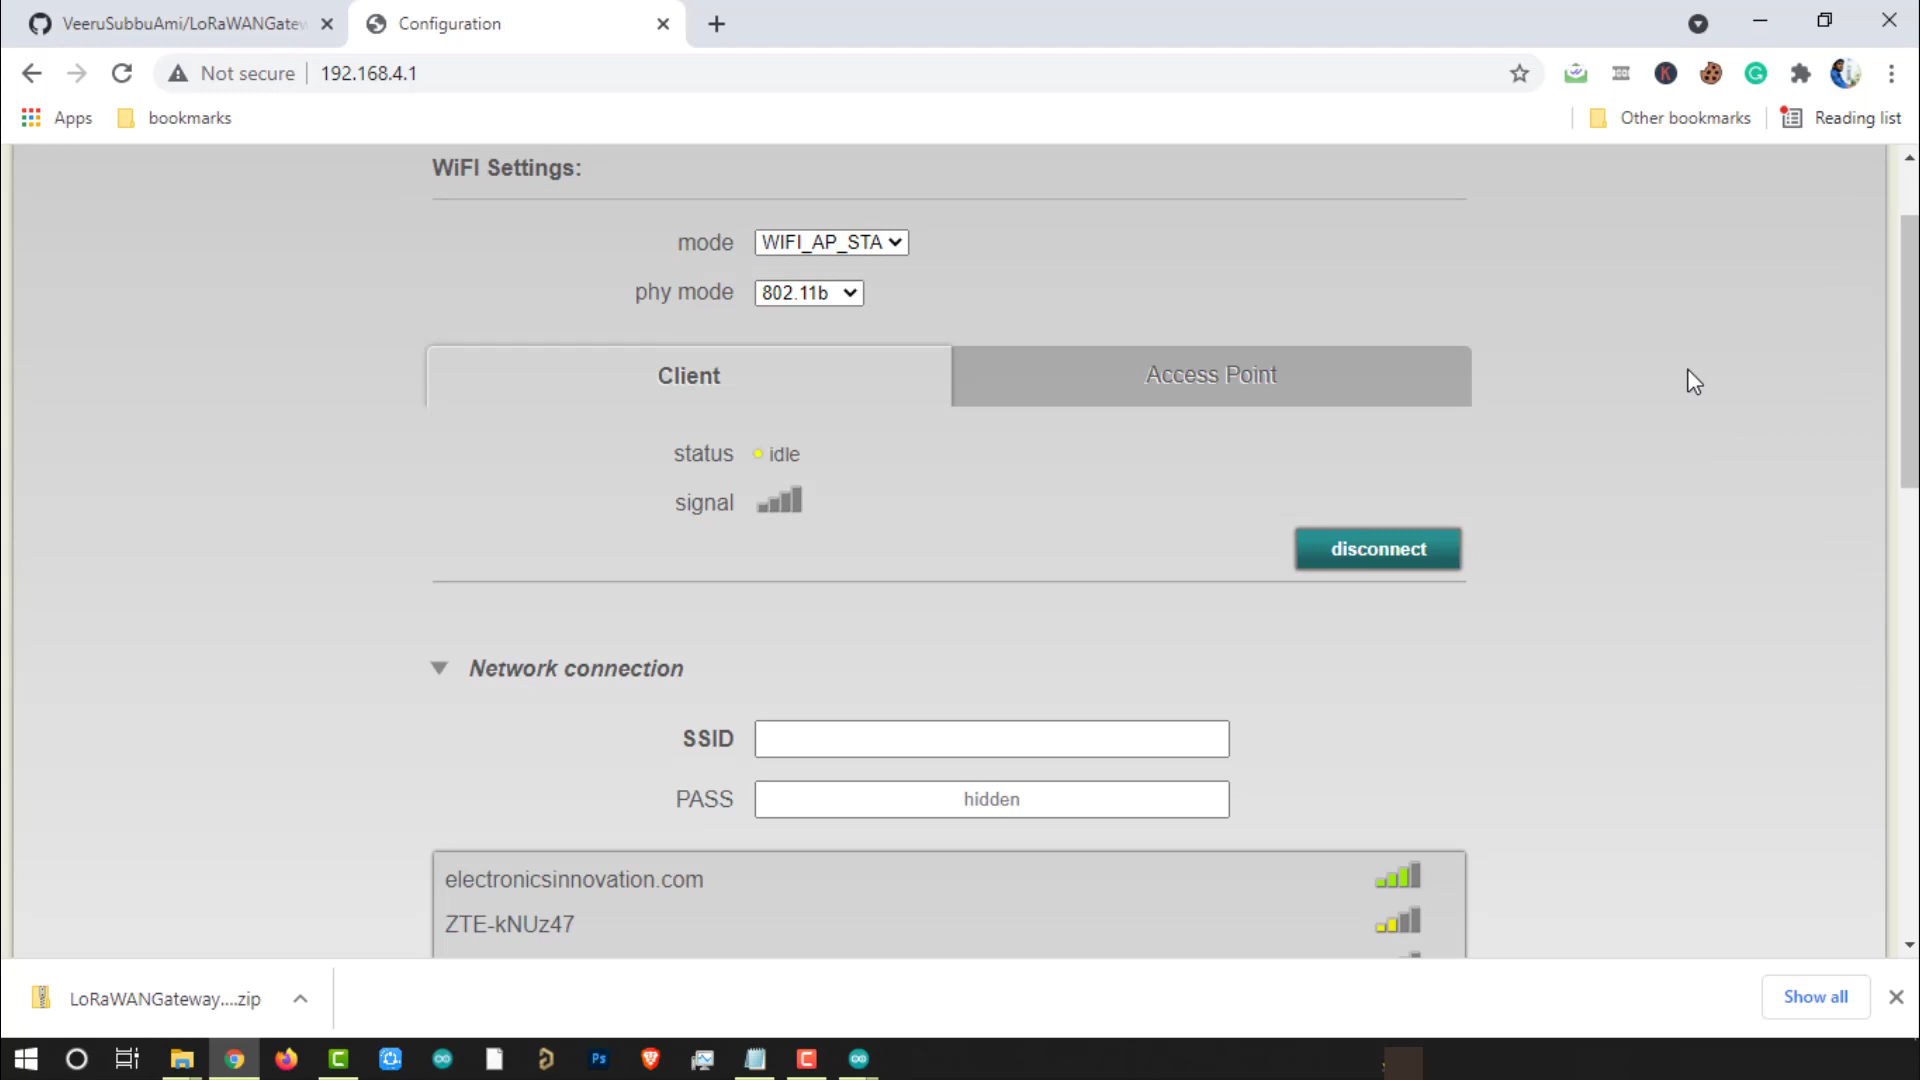 VeeruSubbuAmi/LoRaWANGatew
Configuration
Not secure
192.168.4.1
Apps
bookmarks
Other bookmarks
Reading list
WiFI Settings:
mode WIFI_AP_STA
phy mode 802.11b
Client
Access Point
status idle
signal
disconnect
Network connection
SSID
PASS hidden
electronicsinnovation.com
ZTE-kNUz47
LoRaWANGateway....zip
Show all
Ps